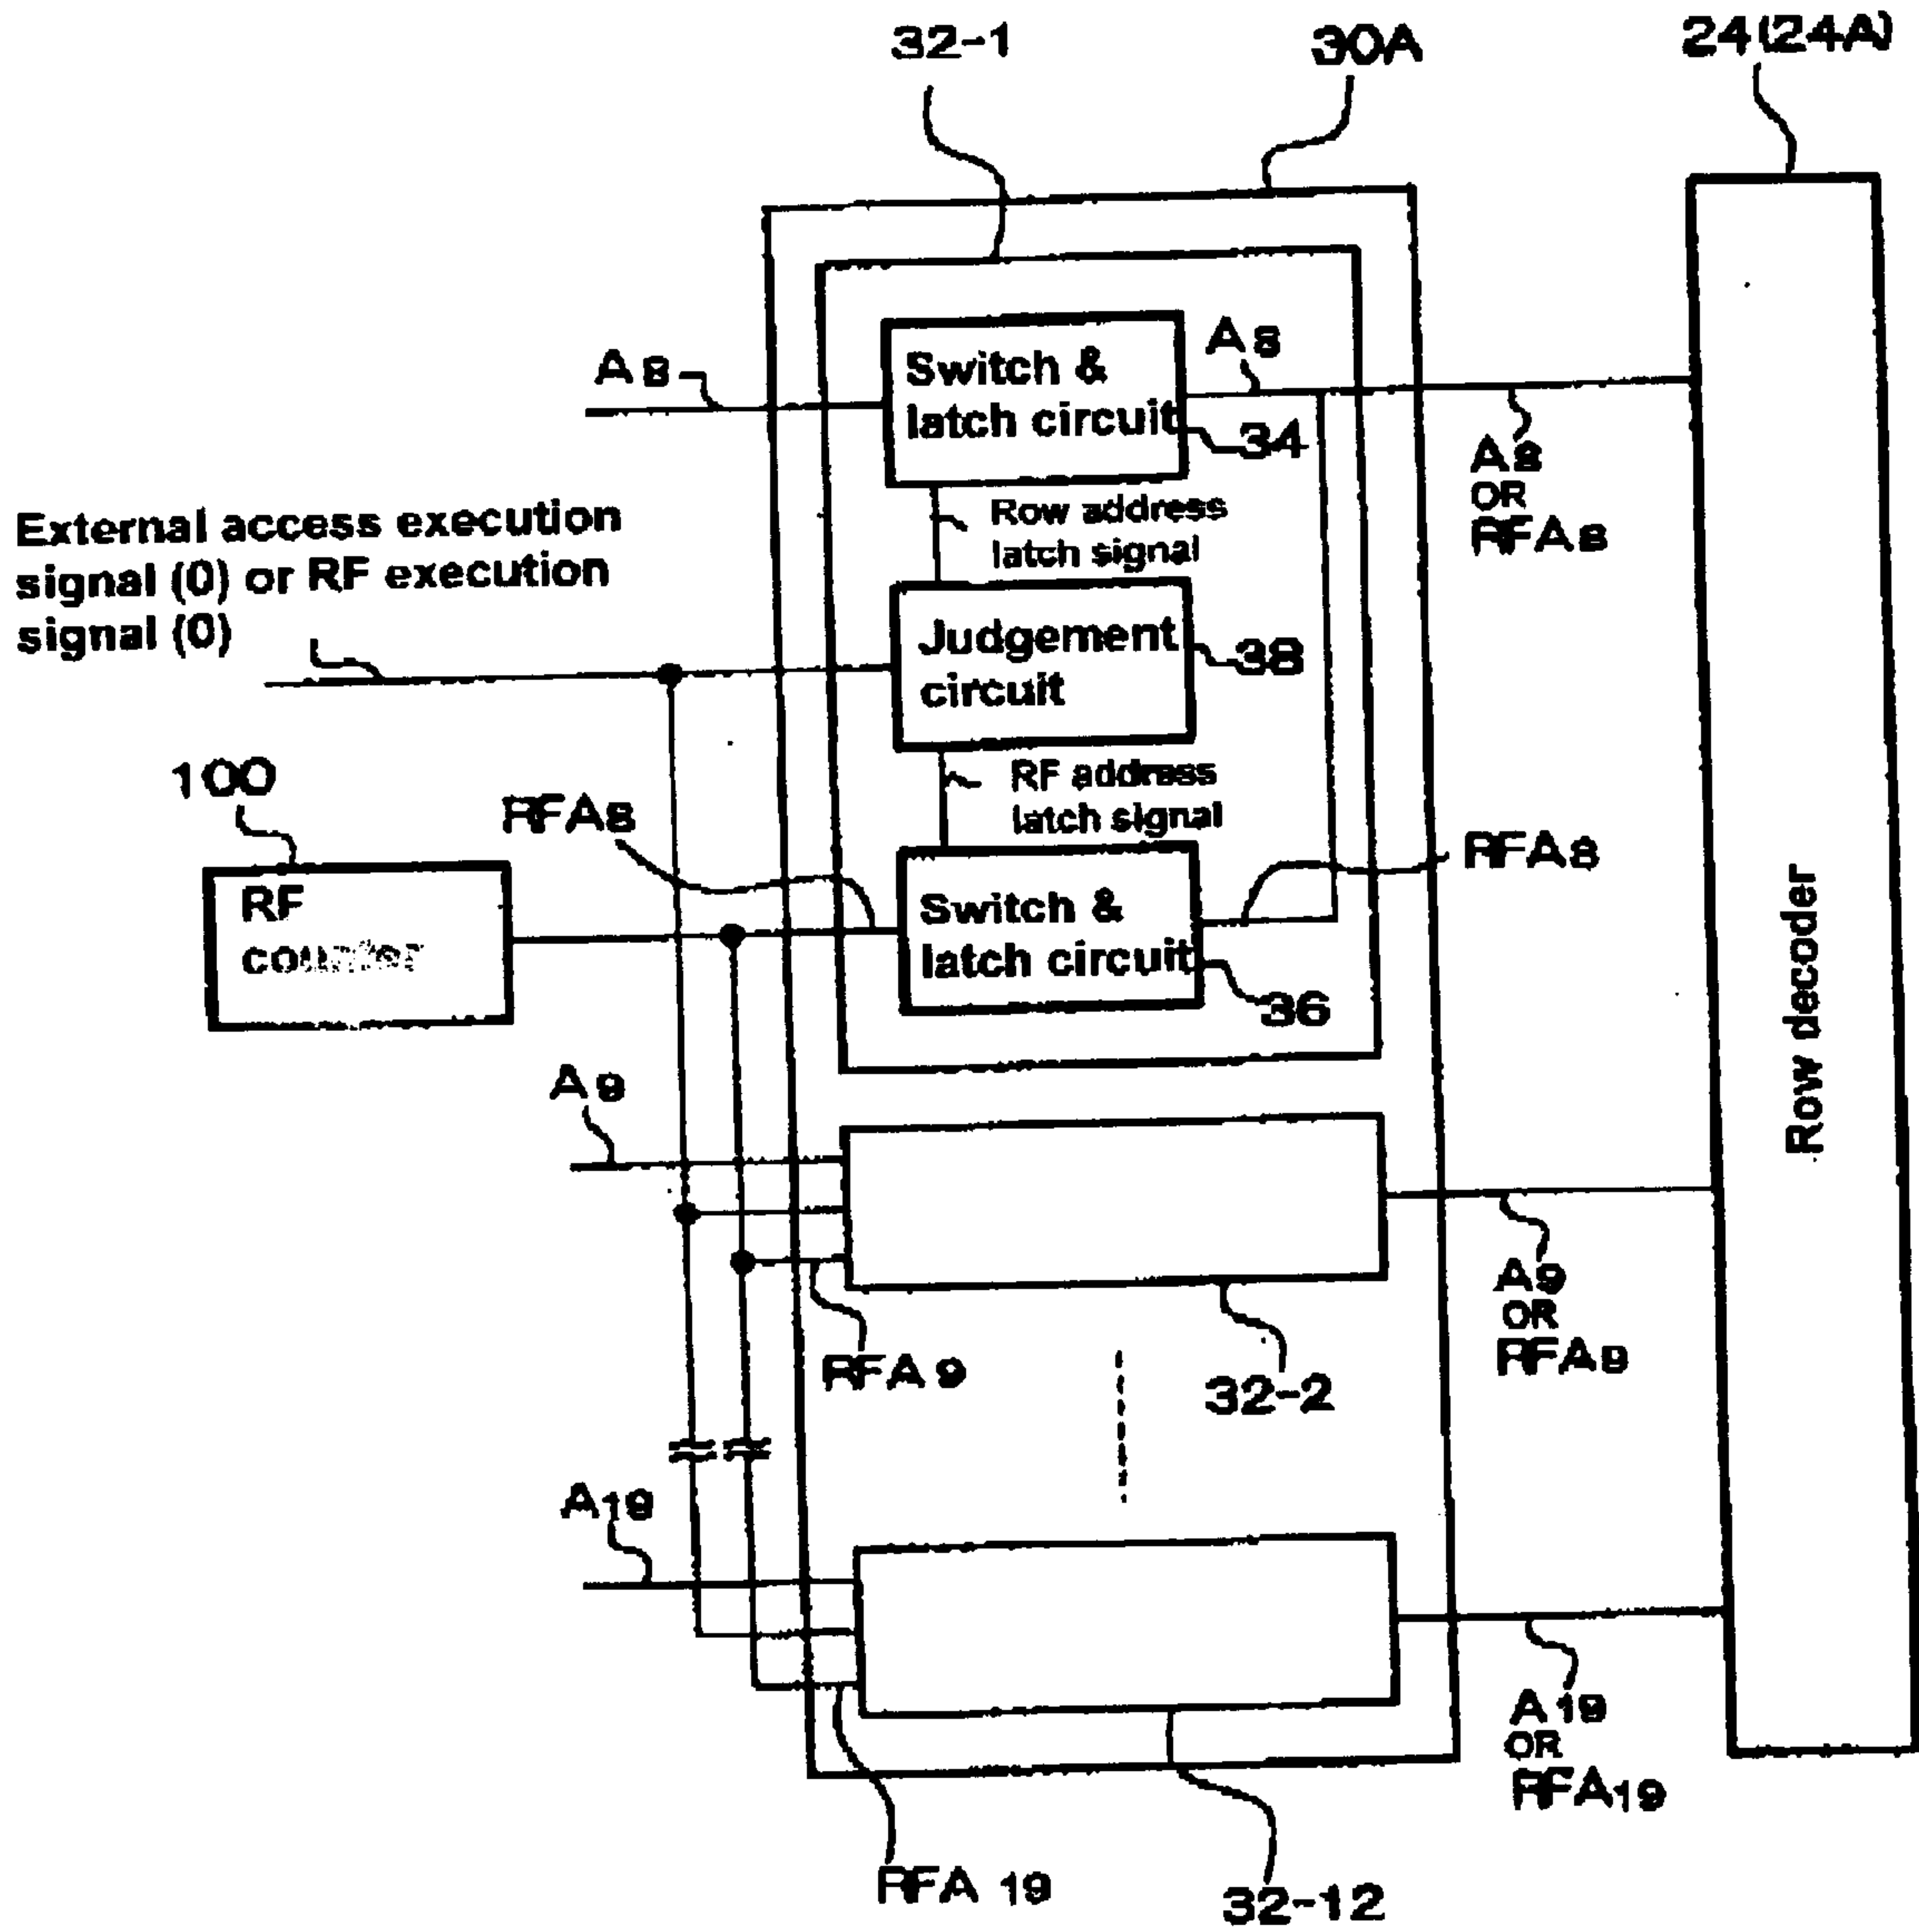 32-1
30A
24(24A)
A8
Switch &
latch circuit
A8
34
A8
OR
RFA8
Row address
latch signal
External access execution
signal (0) or RF execution
signal (0)
Judgement
circuit
38
RF address
latch signal
100
RFA8
RFA8
RF
counter
Switch &
latch circuit
36
Row decoder
A9
A9
OR
RFA9
RFA9
32-2
A19
A19
OR
RFA19
RFA 19
32-12